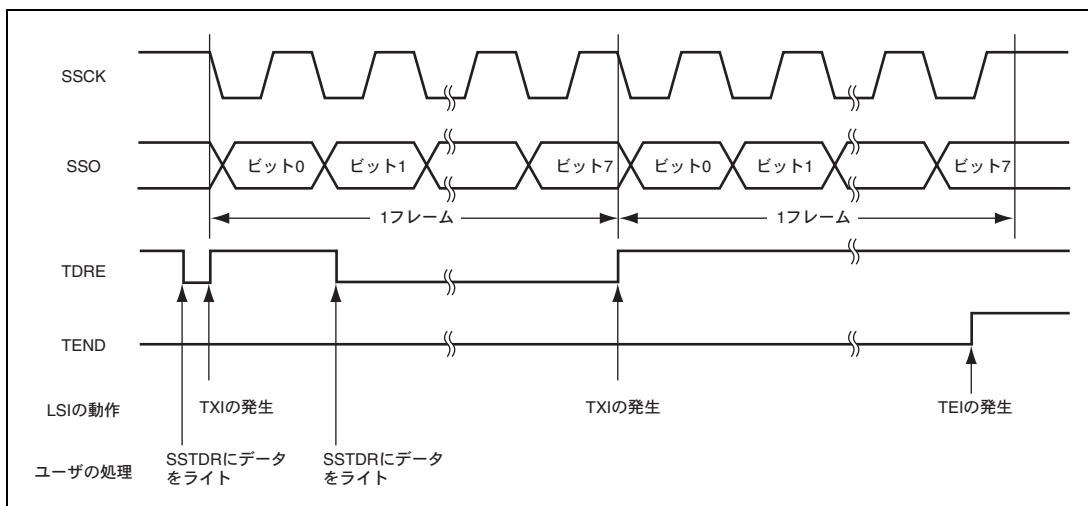 SSCK
SSO
ビット0
ビット1
ビット7
ビット0
ビット1
ビット7
1フレーム
1フレーム
TDRE
TEND
LSIの動作
TXIの発生
TXIの発生
TEIの発生
ユーザの処理
SSTDRにデータ
をライト
SSTDRにデータ
をライト